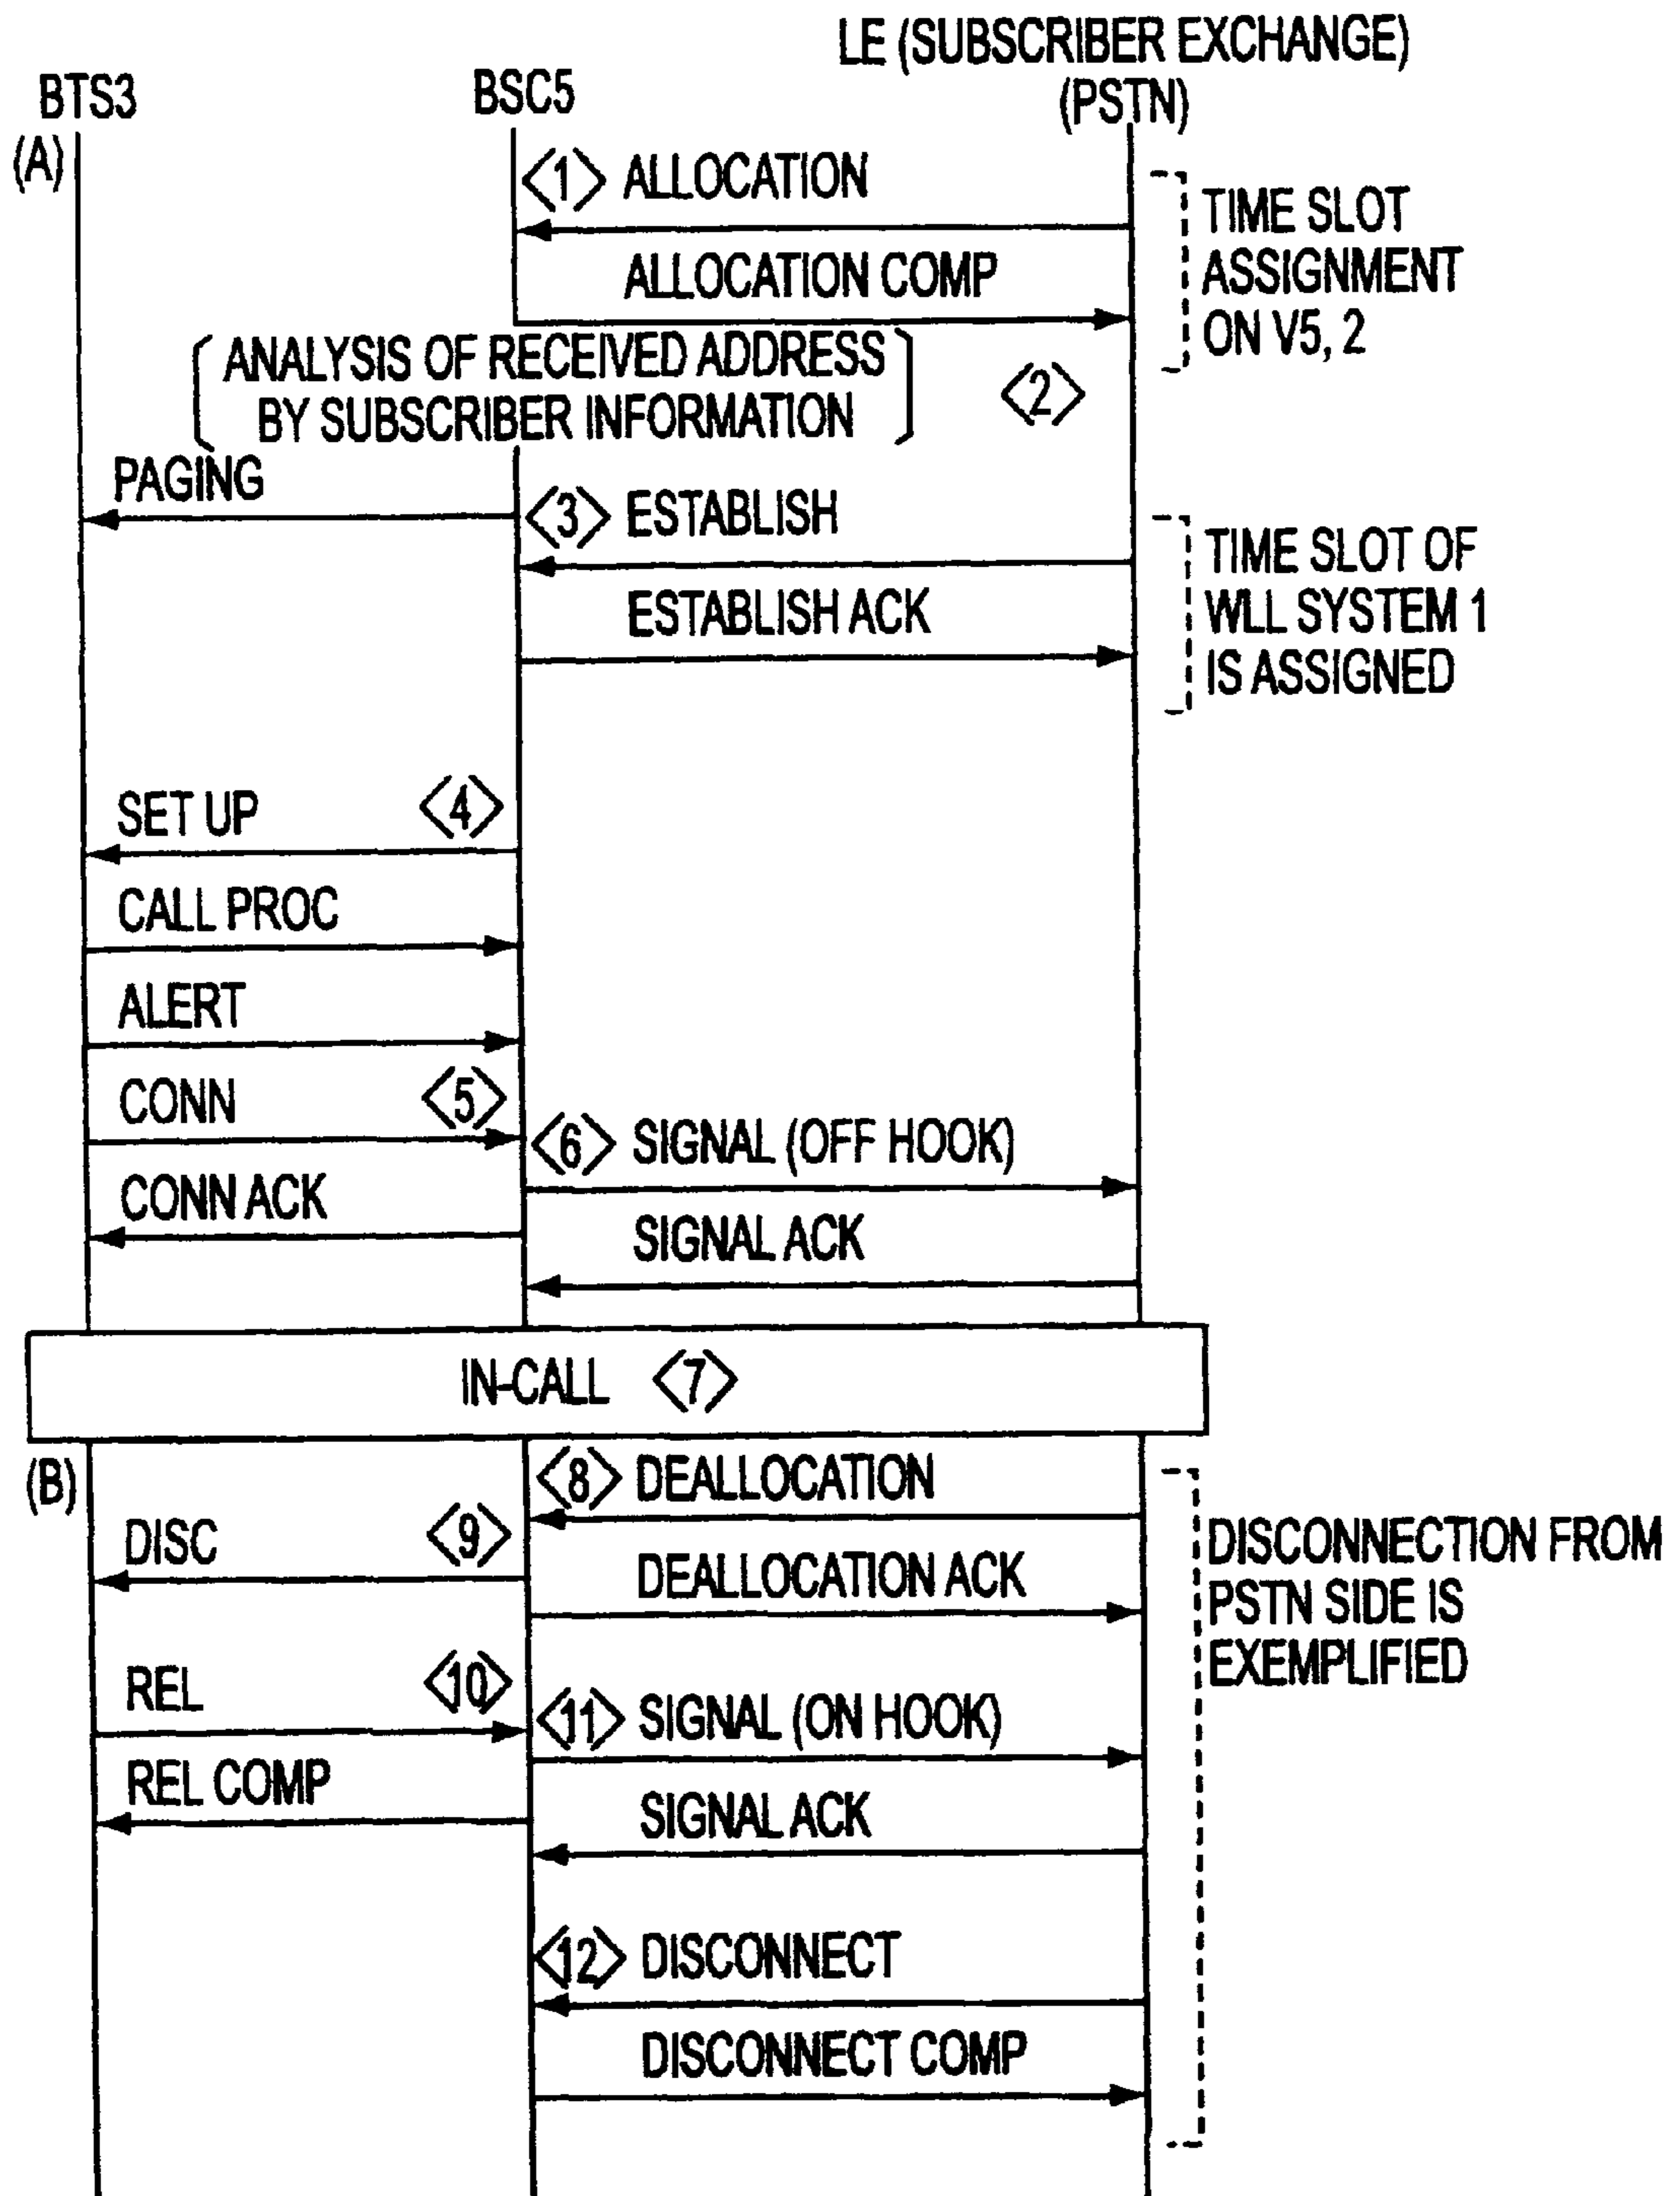 LE (SUBSCRIBER EXCHANGE)
(PSTN)
BTS3
BSC5
(A)
<1> ALLOCATION
ALLOCATION COMP
TIME SLOT
ASSIGNMENT
ON V5, 2
ANALYSIS OF RECEIVED ADDRESS
BY SUBSCRIBER INFORMATION
<2>
PAGING
<3> ESTABLISH
ESTABLISH ACK
TIME SLOT OF
WLL SYSTEM 1
IS ASSIGNED
SET UP <4>
CALL PROC
ALERT
CONN <5>
<6> SIGNAL (OFF HOOK)
CONN ACK
SIGNAL ACK
IN-CALL <7>
(B)
<8> DEALLOCATION
DISC <9>
DEALLOCATION ACK
DISCONNECTION FROM
PSTN SIDE IS
EXEMPLIFIED
REL <10>
<11> SIGNAL (ON HOOK)
REL COMP
SIGNAL ACK
<12> DISCONNECT
DISCONNECT COMP